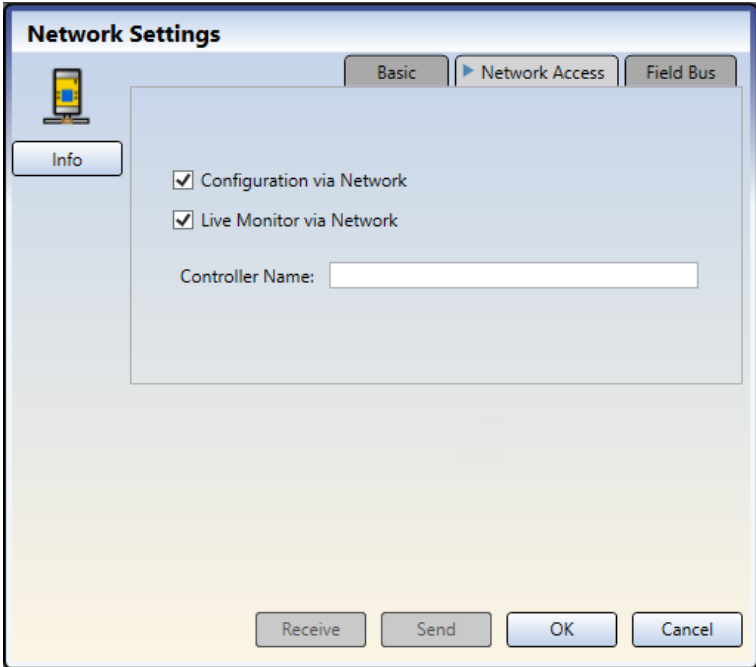 Network Settings
Basic Network Access Field Bus
Info
Configuration via Network
Live Monitor via Network
Controller Name:
Receive Send OK Cancel